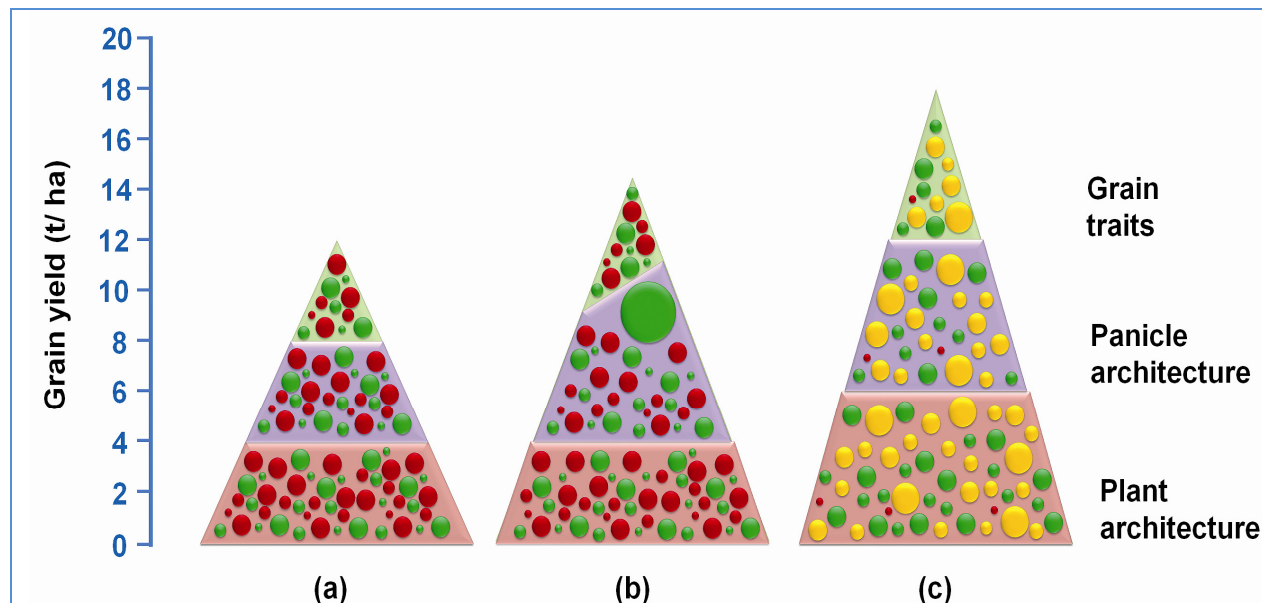 20
18
16
14
12
10
8
6
4
2
0
Grain yield (t/ ha)
Grain
traits
Panicle
architecture
Plant
architecture
(a)
(b)
(c)